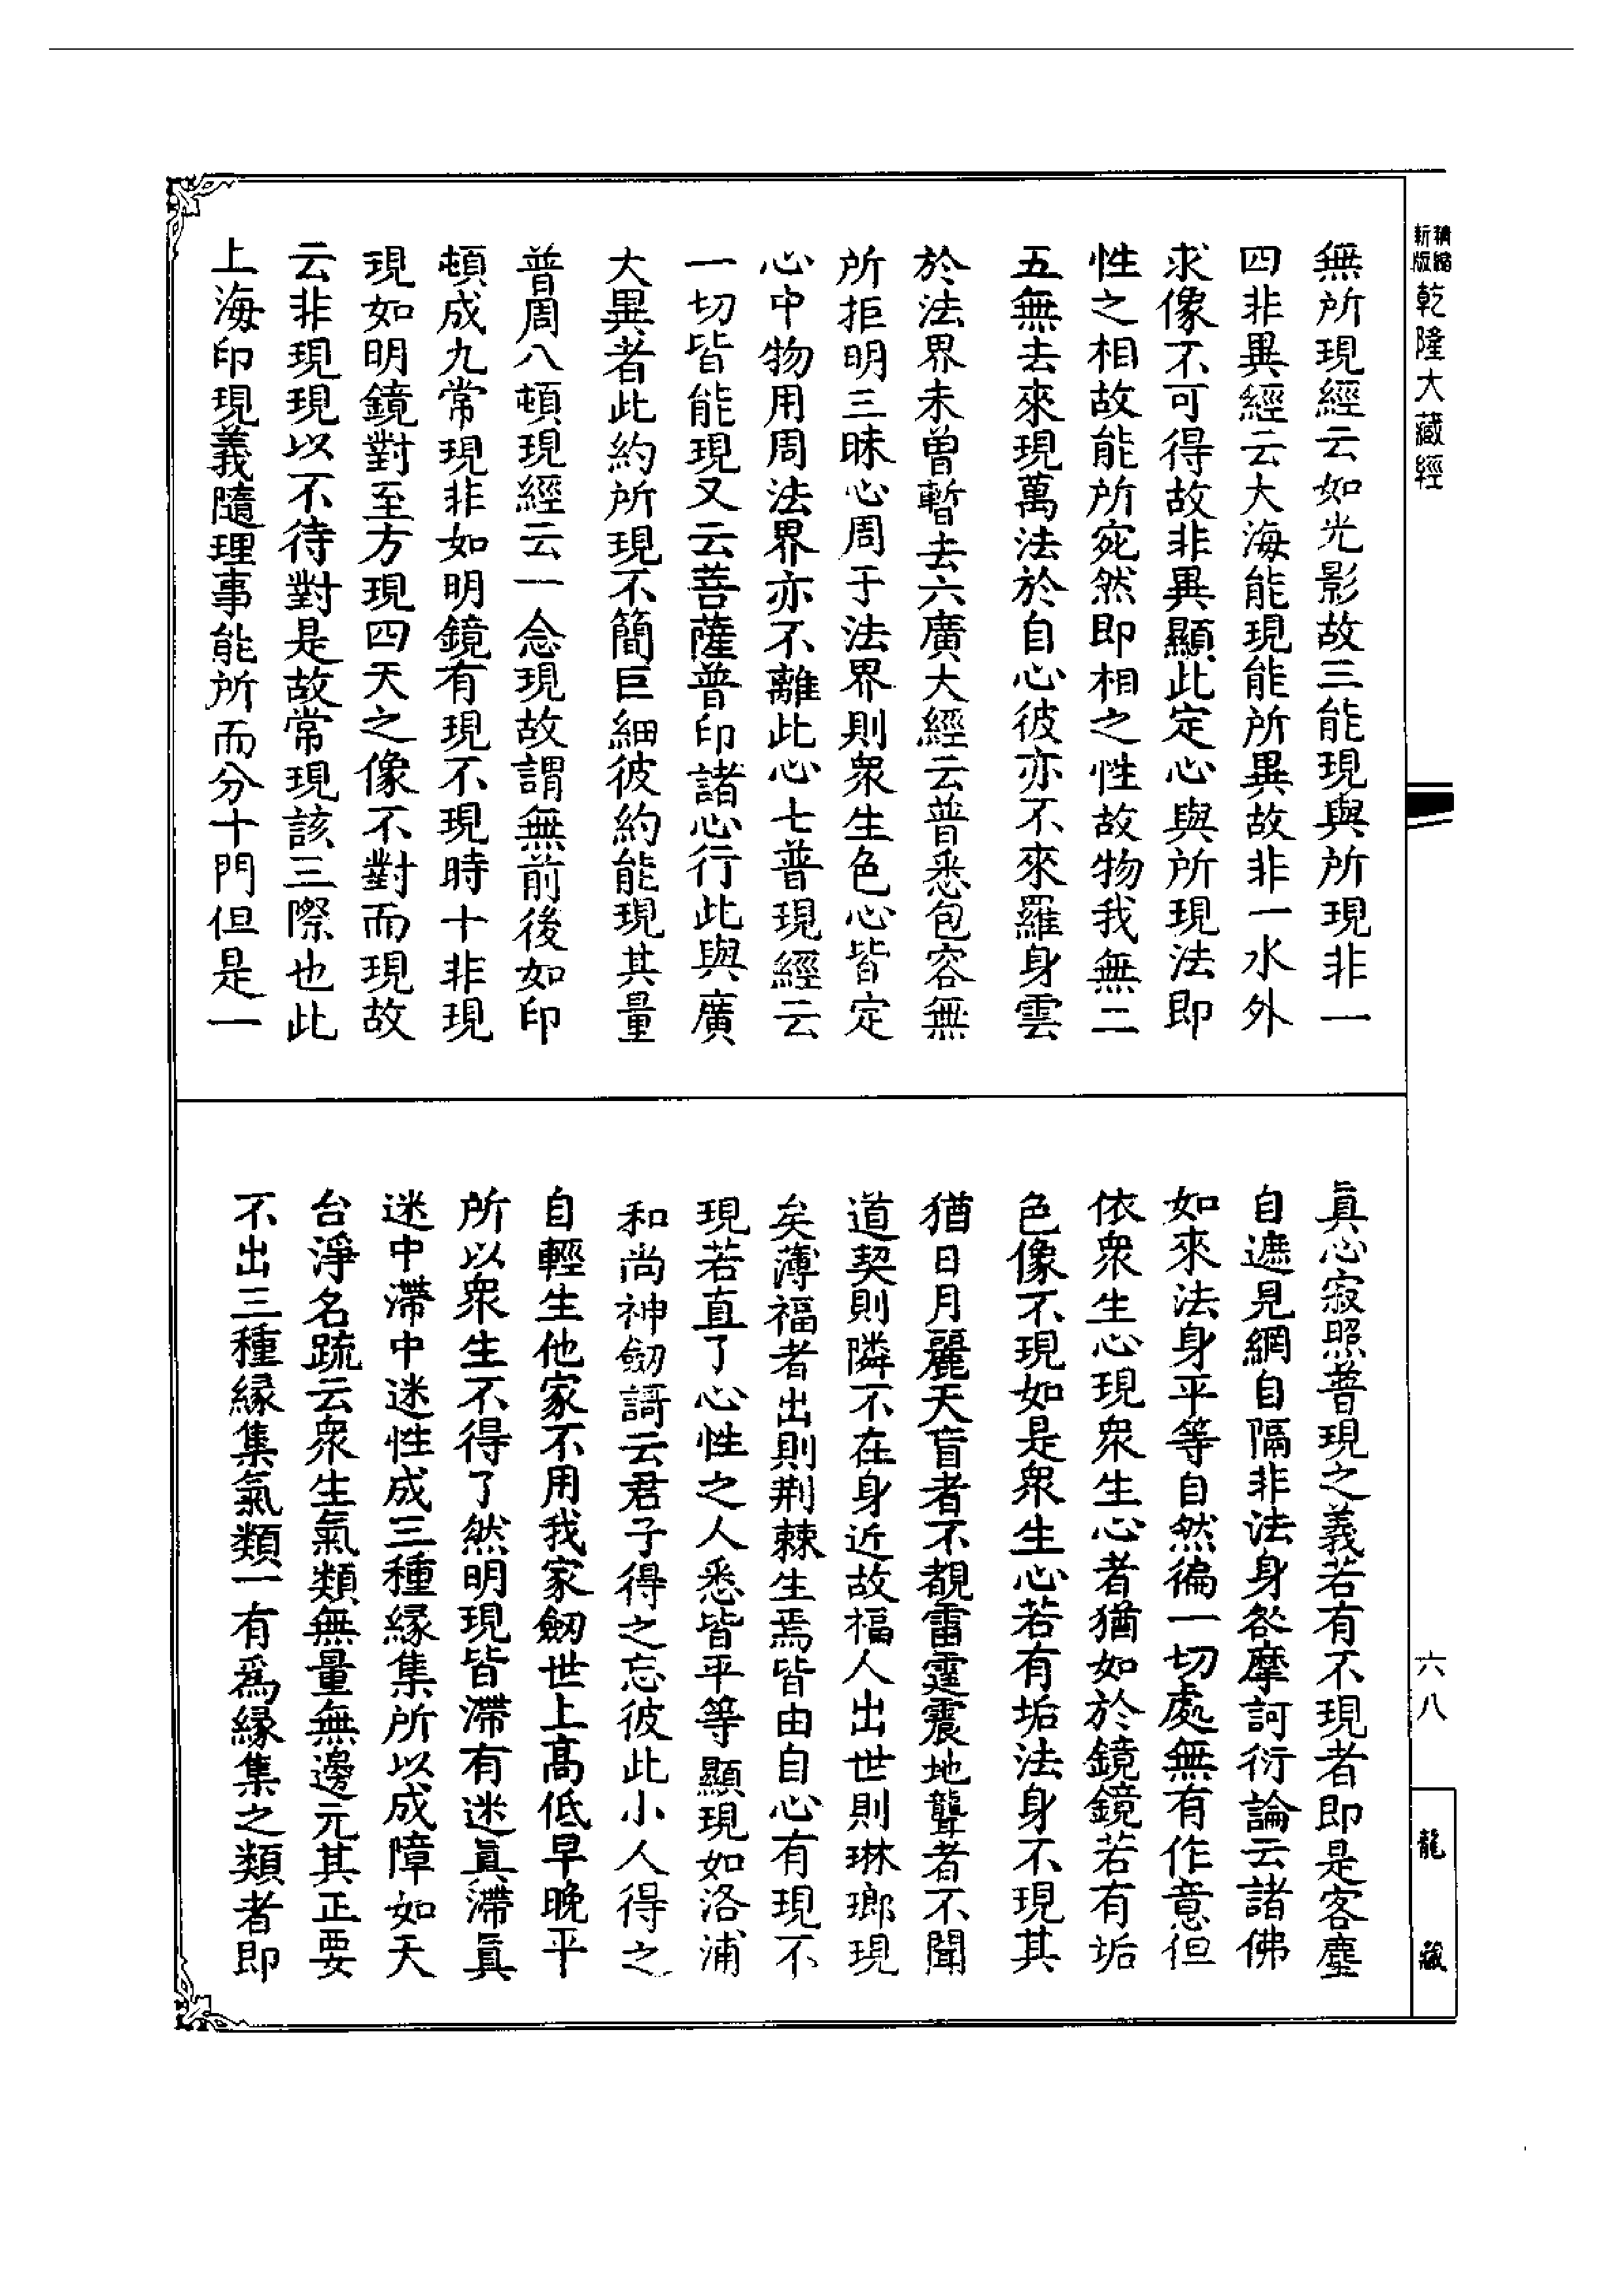 精縮
新版
乾隆大藏經
無所現經云如光影故三能現與所現非一
四非異經云大海能現能所異故非一水外
求像不可得故非異顯此定心與所現法即
性之相故能所宛然即相之性故物我無二
五無去來現萬法於自心彼亦不來羅身雲
於法界未曾暫去六廣大經云普悉包容無
所拒明三昧心周于法界則衆生色心皆定
心中物用周法界亦不離此心七普現經云
一切皆能現又云菩薩普印諸心行此與廣
大異者此約所現不簡巨細彼約能現其量
普周八頓現經云一念現故謂無前後如印
頓成九常現非如明鏡有現不現時十非現
現如明鏡對至方現四天之像不對而現故
云非現現以不待對是故常現該三際也此
上海印現義隨理事能所而分十門但是一
真心寂照普現之義若有不現者即是客塵
自遮見網自隔非法身咎摩訶衍論云諸佛
如來法身平等自然徧一切處無有作意但
依衆生心現衆生心者猶如於鏡鏡若有垢
色像不現如是衆生心若有垢法身不現其
猶日月麗天盲者不覩雷霆震地聾者不聞
道契則隣不在身近故福人出世則琳瑯現
矣薄福者出則荆棘生焉皆由自心有現不
現若直了心性之人悉皆平等顯現如洛浦
和尚神劒謌云君子得之忘彼此小人得之
自輕生他家不用我家劒世上高低早晚平
所以衆生不得了然明現皆滯有迷眞滯眞
迷中滯中迷性成三種緣集所以成障如天
台淨名䟽云衆生氣類無量無邊元其正要
不出三種緣集氣類一有爲緣集之類者即
六八
龍藏